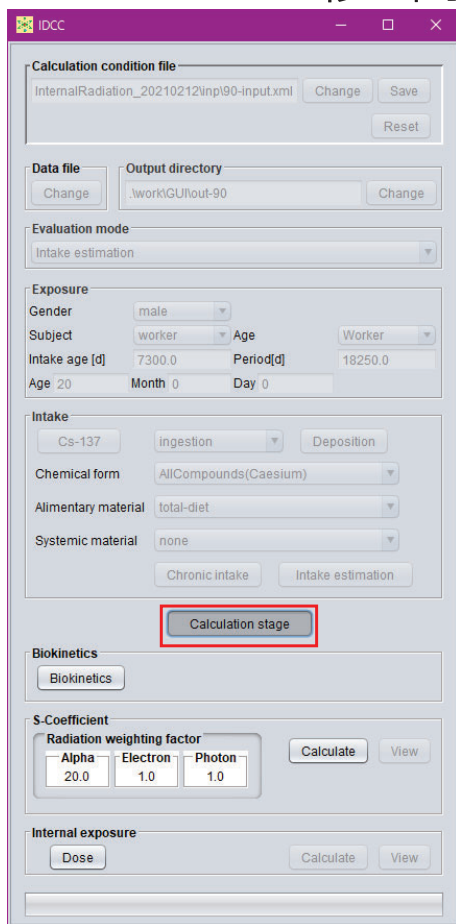 IDCC
Calculation condition file
InternalRadiation_20210212\inp\90-input.xml Change Save
Reset
Data file Output directory
Change .\work\GUI\out-90 Change
Evaluation mode
Intake estimation
Exposure
Gender male
Subject worker Age Worker
Intake age [d] 7300.0 Period[d] 18250.0
Age 20 Month 0 Day 0
Intake
Cs-137 ingestion Deposition
Chemical form AllCompounds(Caesium)
Alimentary material total-diet
Systemic material none
Chronic intake Intake estimation
Calculation stage
Biokinetics
Biokinetics
S-Coefficient
Radiation weighting factor
Alpha Electron Photon Calculate View
20.0 1.0 1.0
Internal exposure
Dose Calculate View